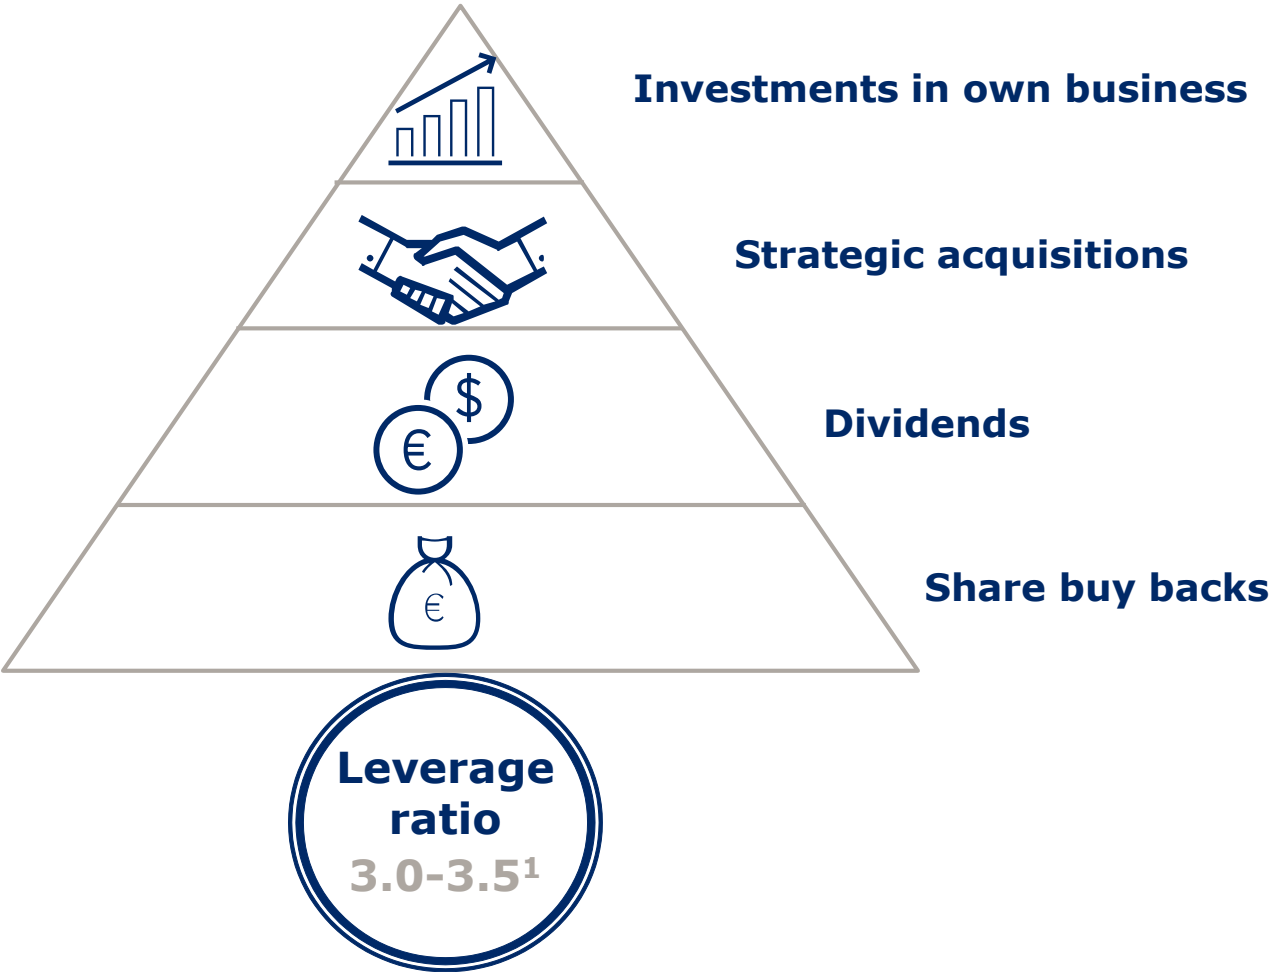 Investments in own business
Strategic acquisitions
$
€
Dividends
€
Share buy backs
Leverage
ratio
3.0-3.5¹